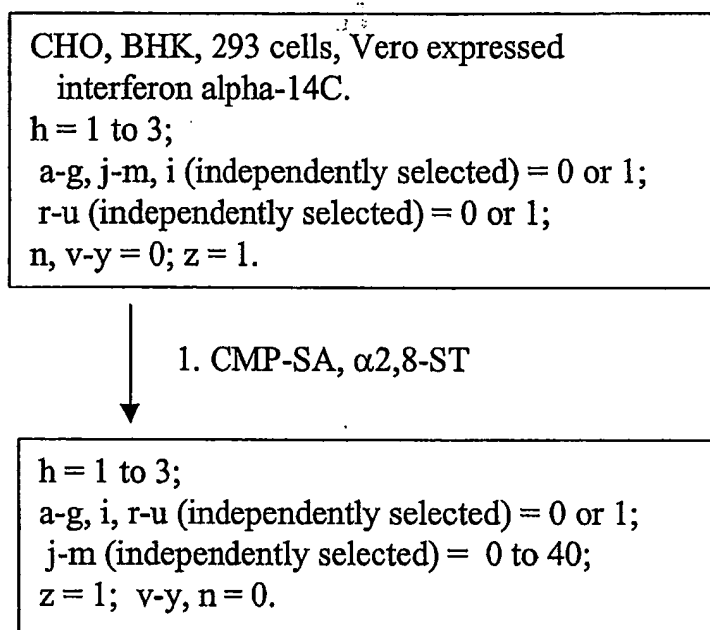 CHO, BHK, 293 cells, Vero expressed
interferon alpha-14C.
h = 1 to 3;
a-g, j-m, i (independently selected) = 0 or 1;
r-u (independently selected) = 0 or 1;
n, v-y = 0; z = 1.
1. CMP-SA, α2,8-ST
h = 1 to 3;
a-g, i, r-u (independently selected) = 0 or 1;
j-m (independently selected) = 0 to 40;
z = 1; v-y, n = 0.